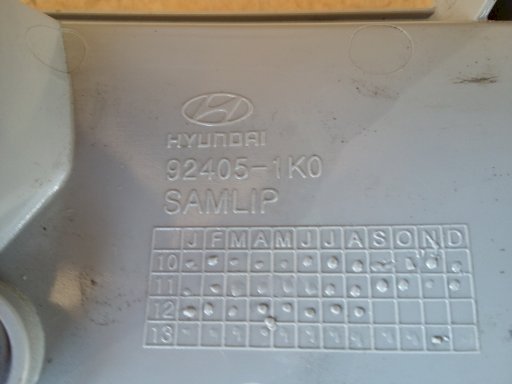 HYUNDAI
92405-1K0
SAMLIP
J F M A M J J A S O N D
10
11
12
13